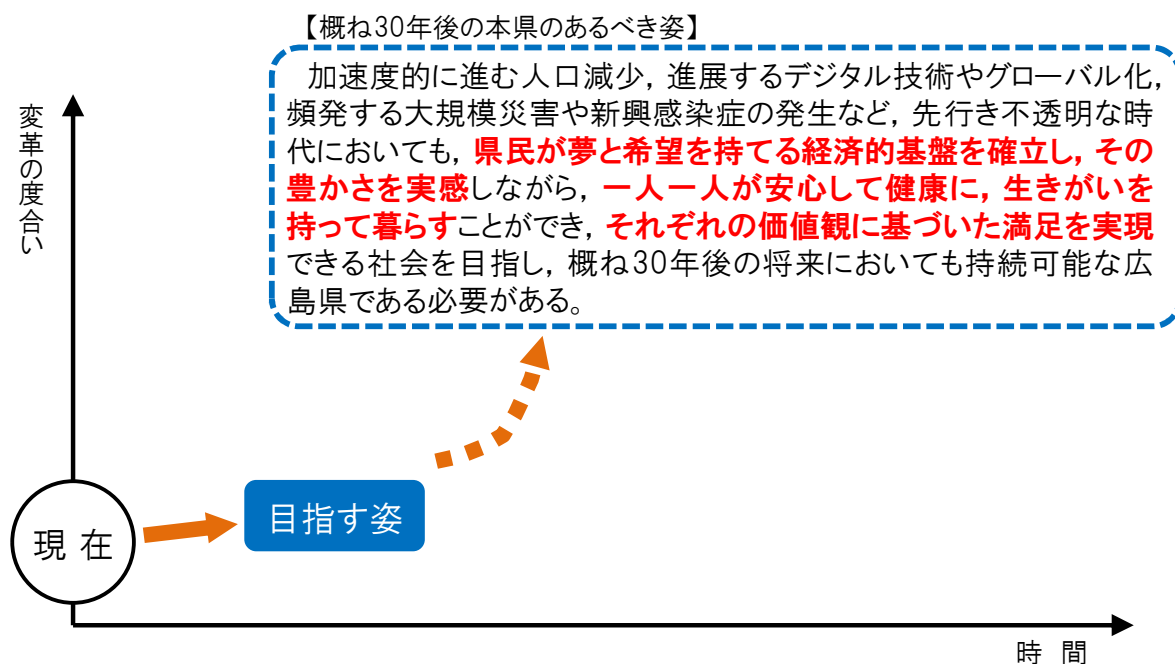 【概ね30年後の本県のあるべき姿】
加速度的に進む人口減少，進展するデジタル技術やグローバル化，
頻発する大規模災害や新興感染症の発生など，先行き不透明な時
代においても，県民が夢と希望を持てる経済的基盤を確立し，その
豊かさを実感しながら，一人一人が安心して健康に，生きがいを
持って暮らすことができ，それぞれの価値観に基づいた満足を実現
できる社会を目指し，概ね30年後の将来においても持続可能な広
島県である必要がある。
変革の度合い
目指す姿
現 在
時 間